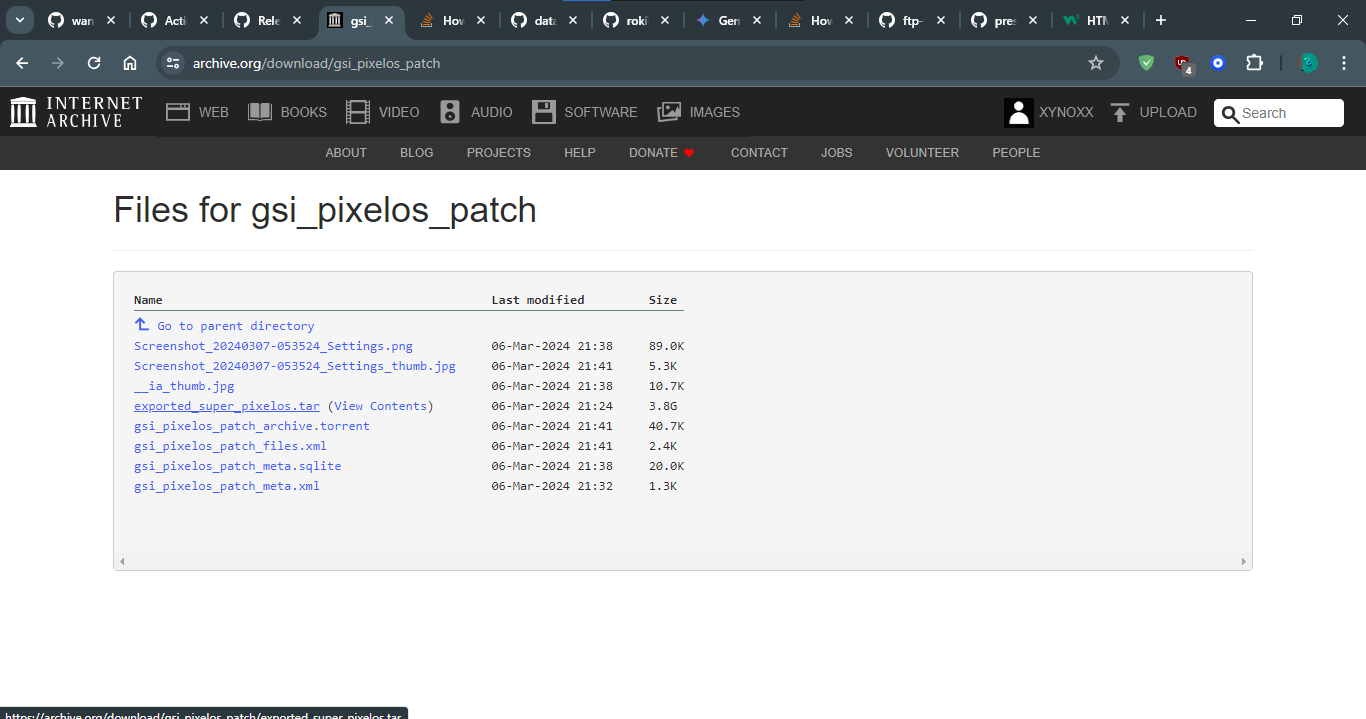 wan
Acti
Rele
gsi_
How
data
roki
Gen
How
ftp-
pres
HTM
archive.org/download/gsi_pixelos_patch
4
INTERNET
ARCHIVE
WEB
BOOKS
VIDEO
AUDIO
SOFTWARE
IMAGES
XYNOXX
UPLOAD
Search
ABOUT
BLOG
PROJECTS
HELP
DONATE
CONTACT
JOBS
VOLUNTEER
PEOPLE
Files for gsi_pixelos_patch
Name Last modified Size
Go to parent directory
Screenshot_20240307-053524_Settings.png 06-Mar-2024 21:38 89.0K
Screenshot_20240307-053524_Settings_thumb.jpg 06-Mar-2024 21:41 5.3K
__ia_thumb.jpg 06-Mar-2024 21:38 10.7K
exported_super_pixelos.tar (View Contents) 06-Mar-2024 21:24 3.8G
gsi_pixelos_patch_archive.torrent 06-Mar-2024 21:41 40.7K
gsi_pixelos_patch_files.xml 06-Mar-2024 21:41 2.4K
gsi_pixelos_patch_meta.sqlite 06-Mar-2024 21:38 20.0K
gsi_pixelos_patch_meta.xml 06-Mar-2024 21:32 1.3K
https://archive.org/download/gsi_pixelos_patch/exported_super_pixelos.tar